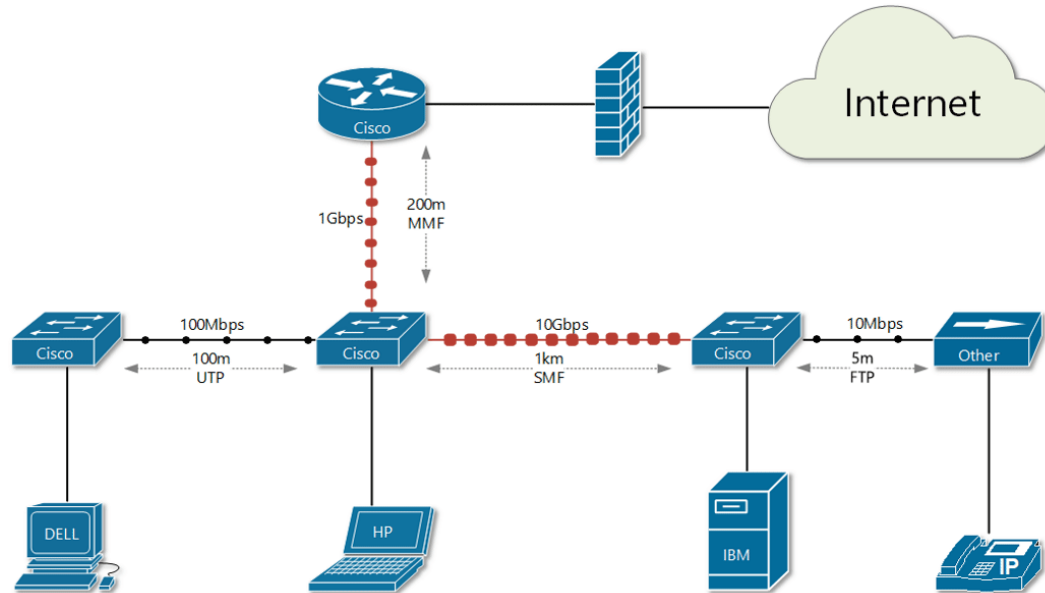 Internet
Cisco
1Gbps
200m
MMF
Cisco
100Mbps
100m
UTP
Cisco
10Gbps
1km
SMF
Cisco
10Mbps
5m
FTP
Other
DELL
HP
IBM
IP